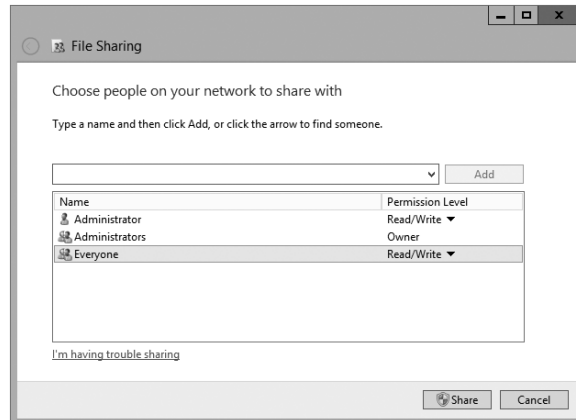 File Sharing
Choose people on your network to share with
Type a name and then click Add, or click the arrow to find someone.
Add
Name Permission Level
Administrator Read/Write
Administrators Owner
Everyone Read/Write
I'm having trouble sharing
Share Cancel